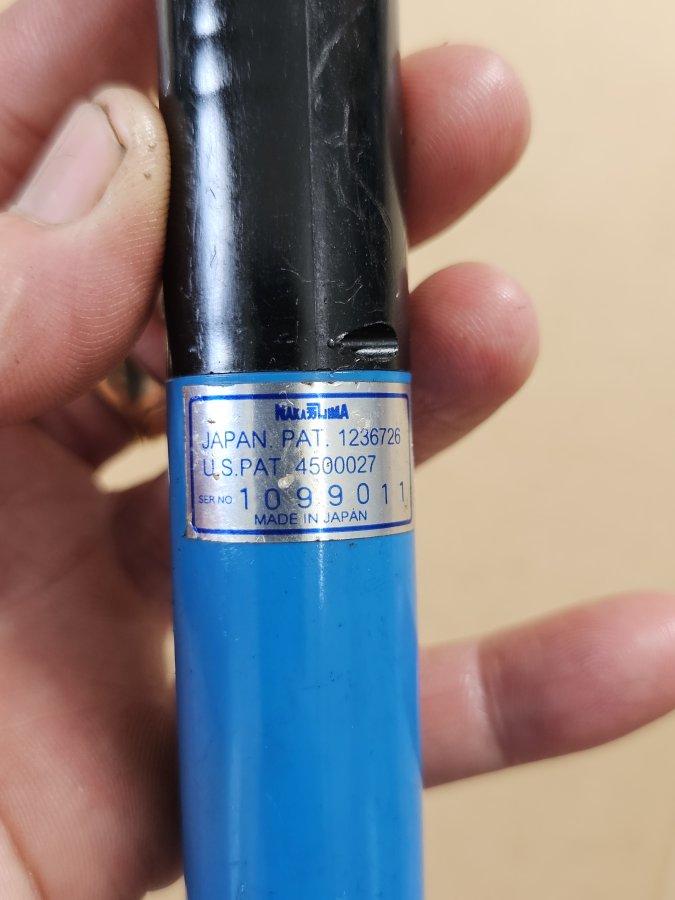 NAKAJIMA
JAPAN. PAT. 1236726
U.S.PAT. 4500027
SER NO. 1099011
MADE IN JAPAN